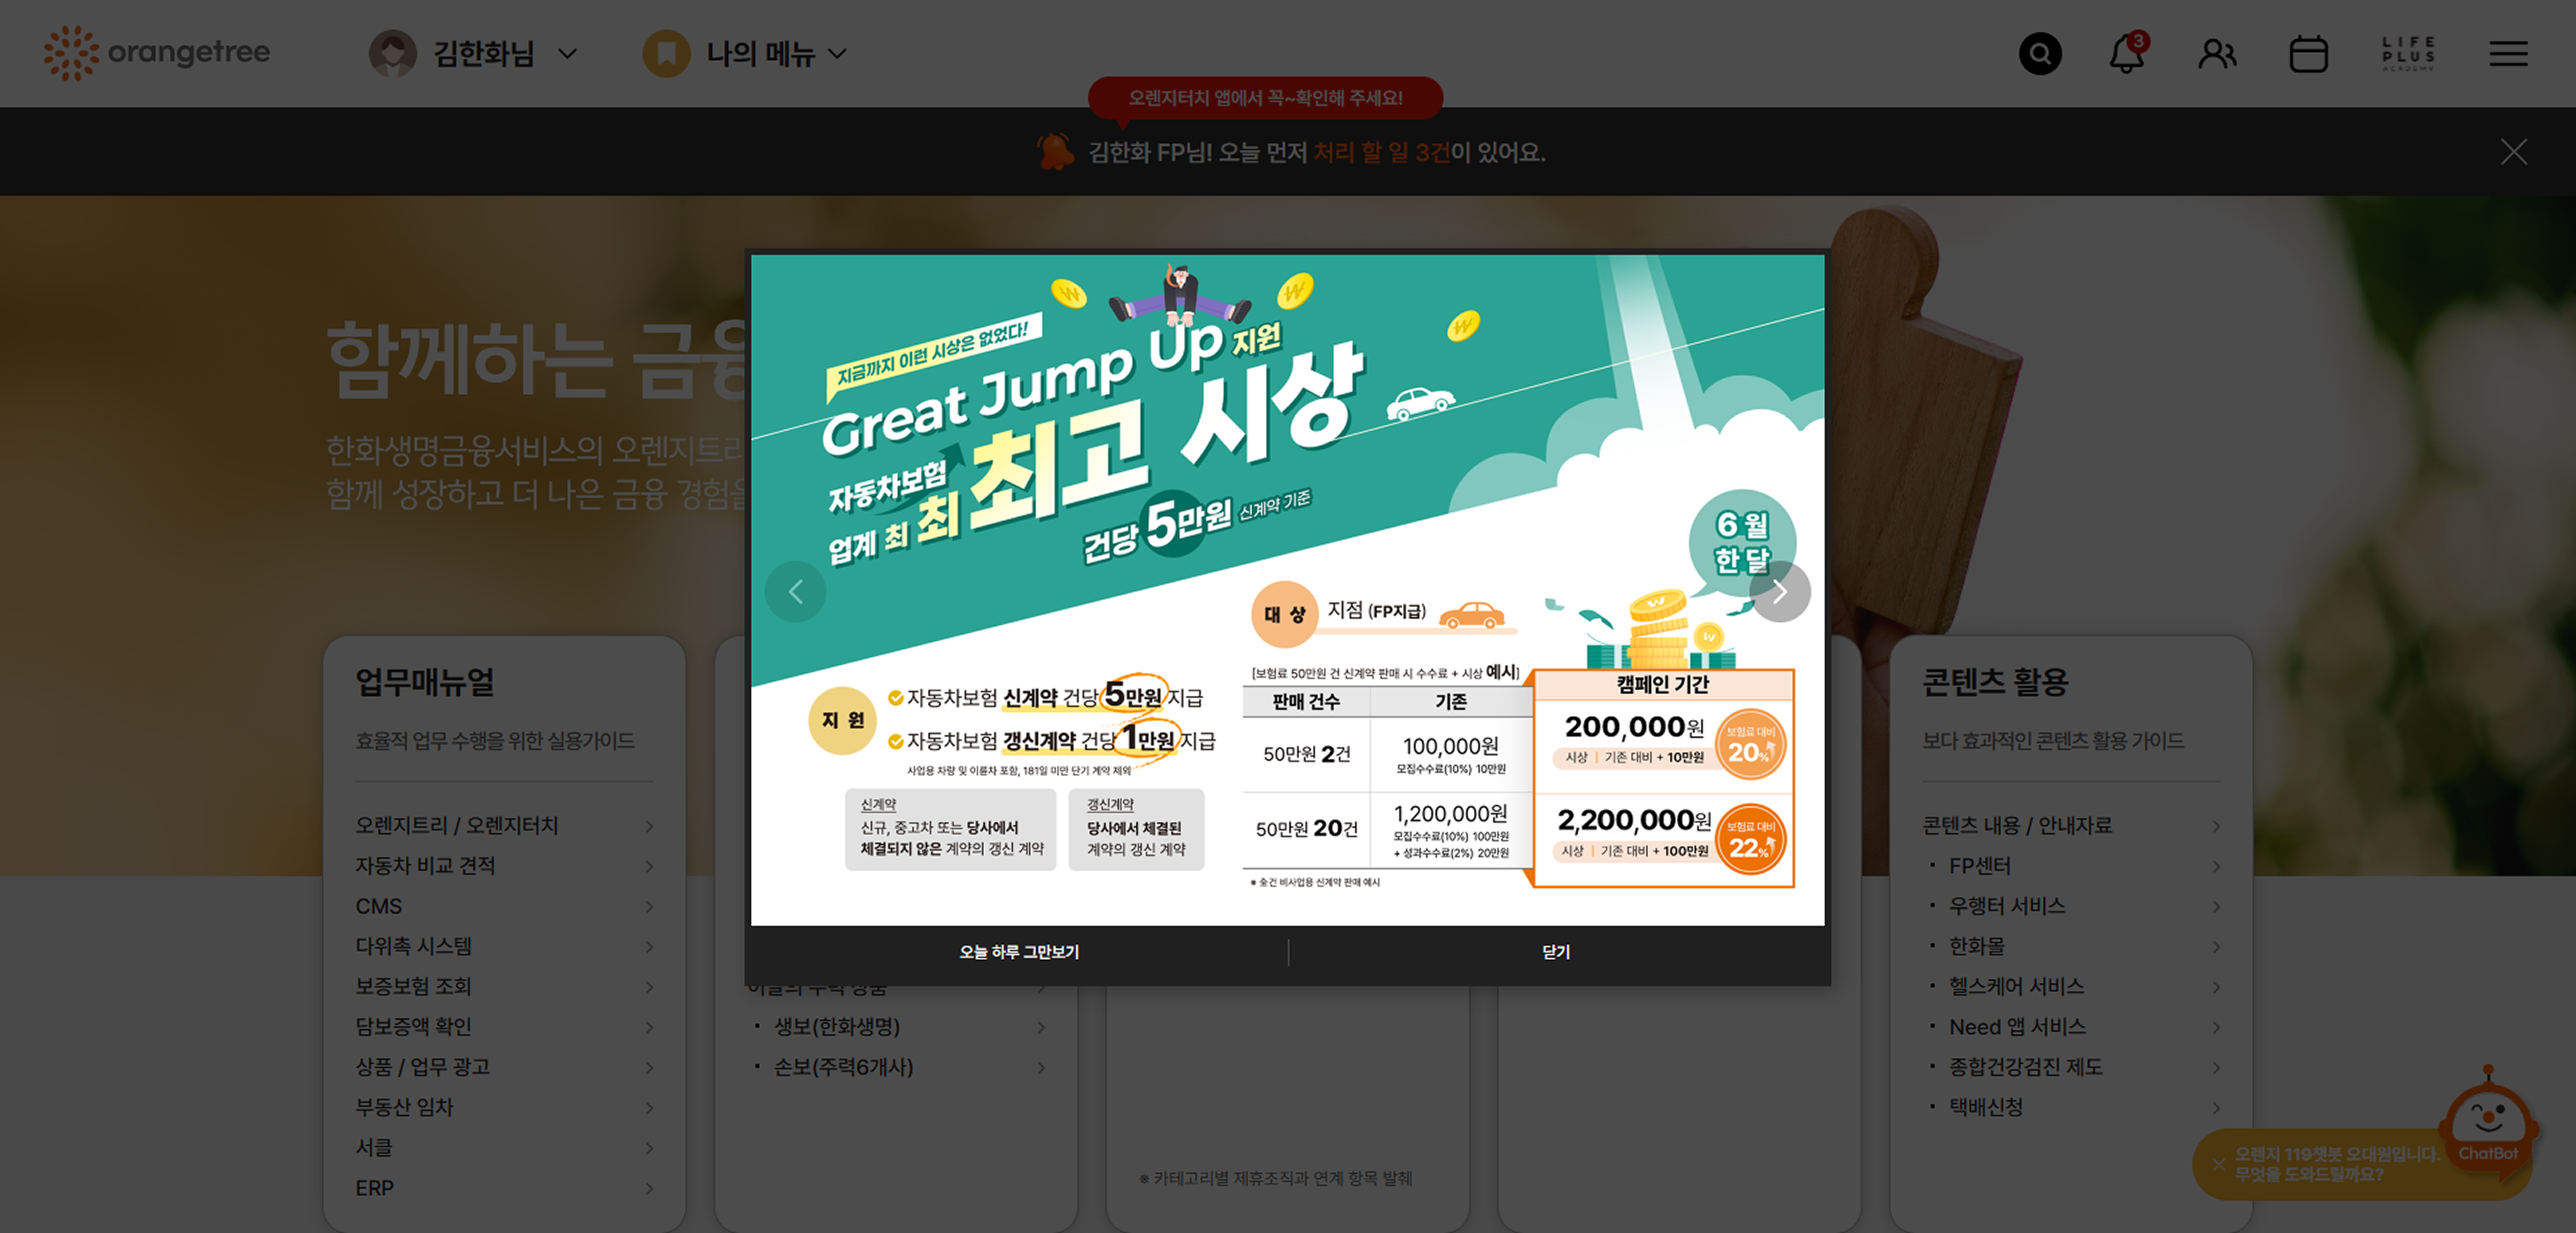 orangetree
김한화님
나의 메뉴
3
LIFE
PLUS
ACADEMY
오렌지터치 앱에서 꼭~확인해 주세요!
김한화 FP님! 오늘 먼저 처리 할 일 3건이 있어요.
함께하는 금융
한화생명금융서비스의 오렌지트리
함께 성장하고 더 나은 금융 경험을
지금까지 이런 시상은 없었다!
Great Jump Up 지원
자동차보험
업계 최 최 최고 시상
건당 5만원 신계약 기준
6월
한 달
대 상
지점 (FP지급)
지 원
자동차보험 신계약 건당 5만원 지급
자동차보험 갱신계약 건당 1만원 지급
사업용 차량 및 이륜차 포함, 181일 미만 단기 계약 제외
신계약
신규, 중고차 또는 당사에서
체결되지 않은 계약의 갱신 계약
갱신계약
당사에서 체결된
계약의 갱신 계약
[보험료 50만원 건 신계약 판매 시 수수료 + 시상 예시]
판매 건수
기존
캠페인 기간
50만원 2건
100,000원
모집수수료(10%) 10만원
200,000원
시상 | 기존 대비 + 10만원
보험료 대비
20%
50만원 20건
1,200,000원
모집수수료(10%) 100만원
+ 성과수수료(2%) 20만원
2,200,000원
시상 | 기존 대비 + 100만원
보험료 대비
22%
※ 全건 비사업용 신계약 판매 예시
오늘 하루 그만보기
닫기
업무매뉴얼
효율적 업무 수행을 위한 실용가이드
오렌지트리 / 오렌지터치
자동차 비교 견적
CMS
다위촉 시스템
보증보험 조회
담보증액 확인
상품 / 업무 광고
부동산 임차
서클
ERP
이달의 주력 상품
· 생보(한화생명)
· 손보(주력6개사)
※ 카테고리별 제휴조직과 연계 항목 발췌
콘텐츠 활용
보다 효과적인 콘텐츠 활용 가이드
콘텐츠 내용 / 안내자료
· FP센터
· 우행터 서비스
· 한화몰
· 헬스케어 서비스
· Need 앱 서비스
· 종합건강검진 제도
· 택배신청
오렌지 119챗봇 오대원입니다.
무엇을 도와드릴까요?
ChatBot